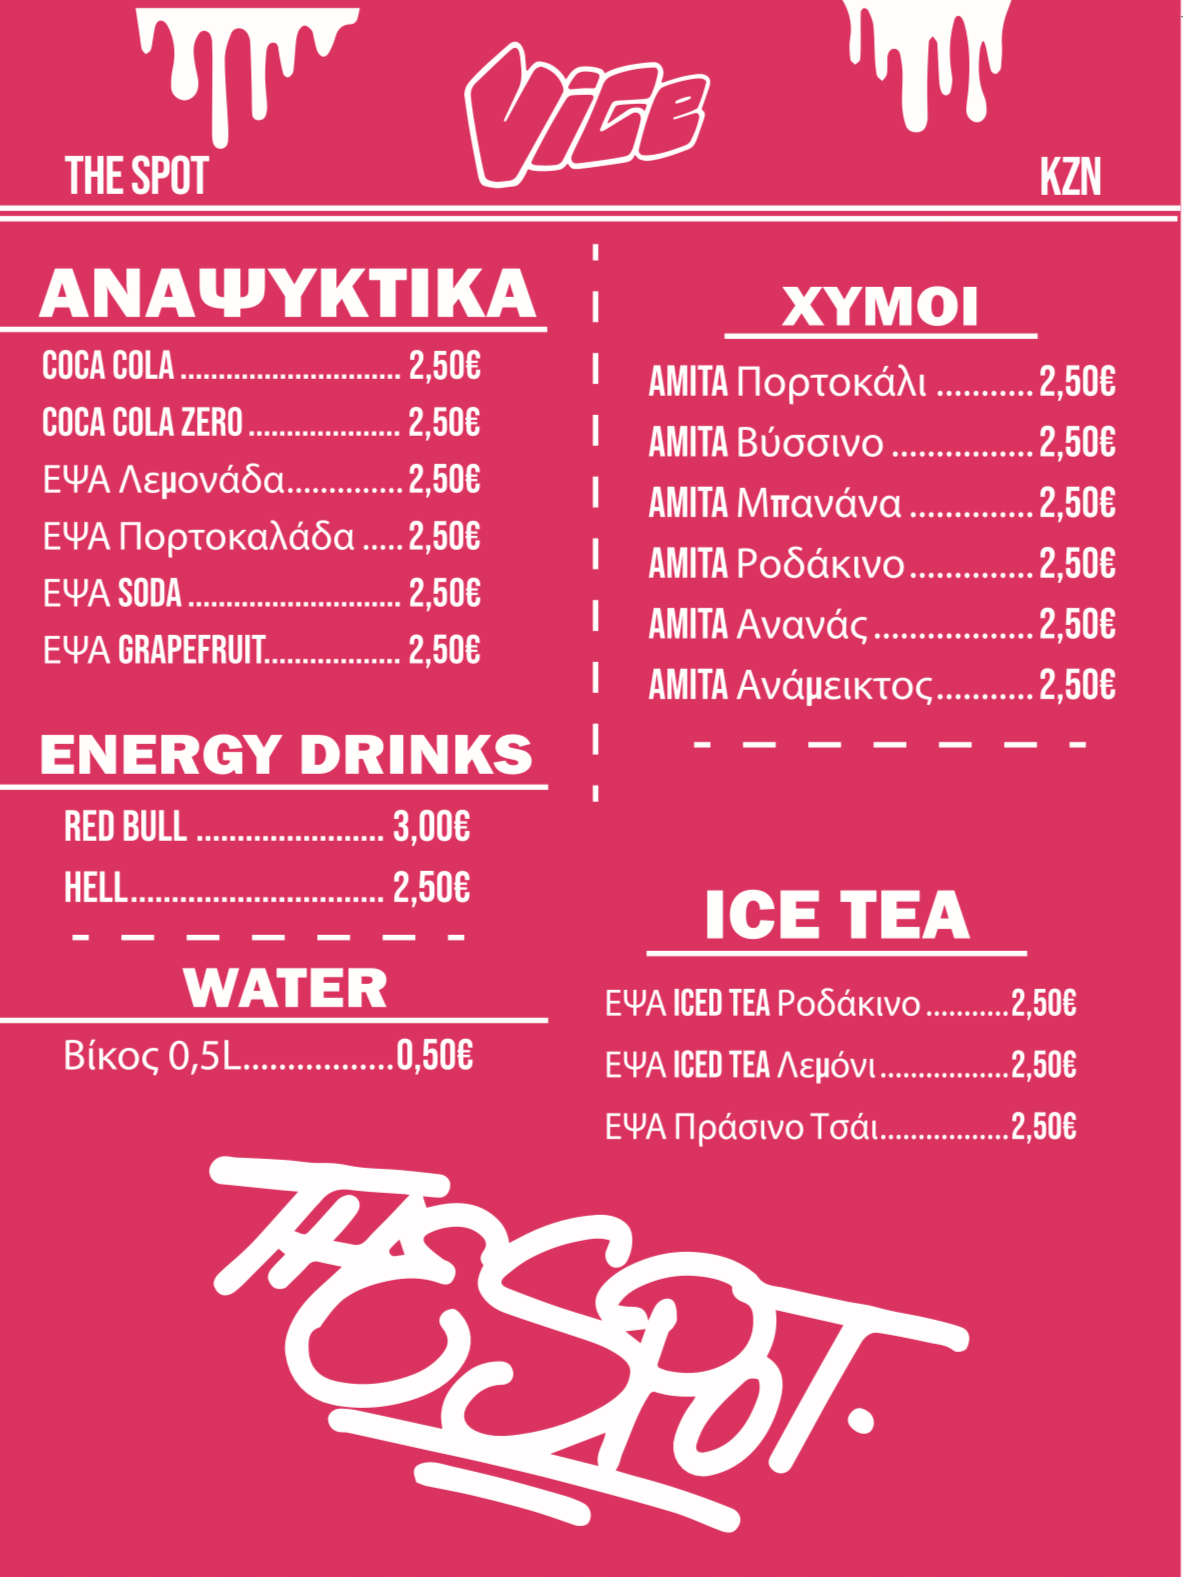 Vice
THE SPOT
KZN
ΑΝΑΨΥΚΤΙΚΑ
COCA COLA ............................. 2,50€
COCA COLA ZERO .................... 2,50€
ΕΨΑ Λεμονάδα............... 2,50€
ΕΨΑ Πορτοκαλάδα ..... 2,50€
ΕΨΑ SODA ............................ 2,50€
ΕΨΑ GRAPEFRUIT.................. 2,50€
ENERGY DRINKS
RED BULL ....................... 3,00€
HELL............................... 2,50€
WATER
Βίκος 0,5L.................0,50€
ΧΥΜΟΙ
AMITA Πορτοκάλι ........... 2,50€
AMITA Βύσσινο ................ 2,50€
AMITA Μπανάνα .............. 2,50€
AMITA Ροδάκινο.............. 2,50€
AMITA Ανανάς.................. 2,50€
AMITA Ανάμεικτος........... 2,50€
ICE TEA
ΕΨΑ ICED TEA Ροδάκινο ...........2,50€
ΕΨΑ ICED TEA Λεμόνι.................2,50€
ΕΨΑ Πράσινο Τσάι.................2,50€
THE SPOT.